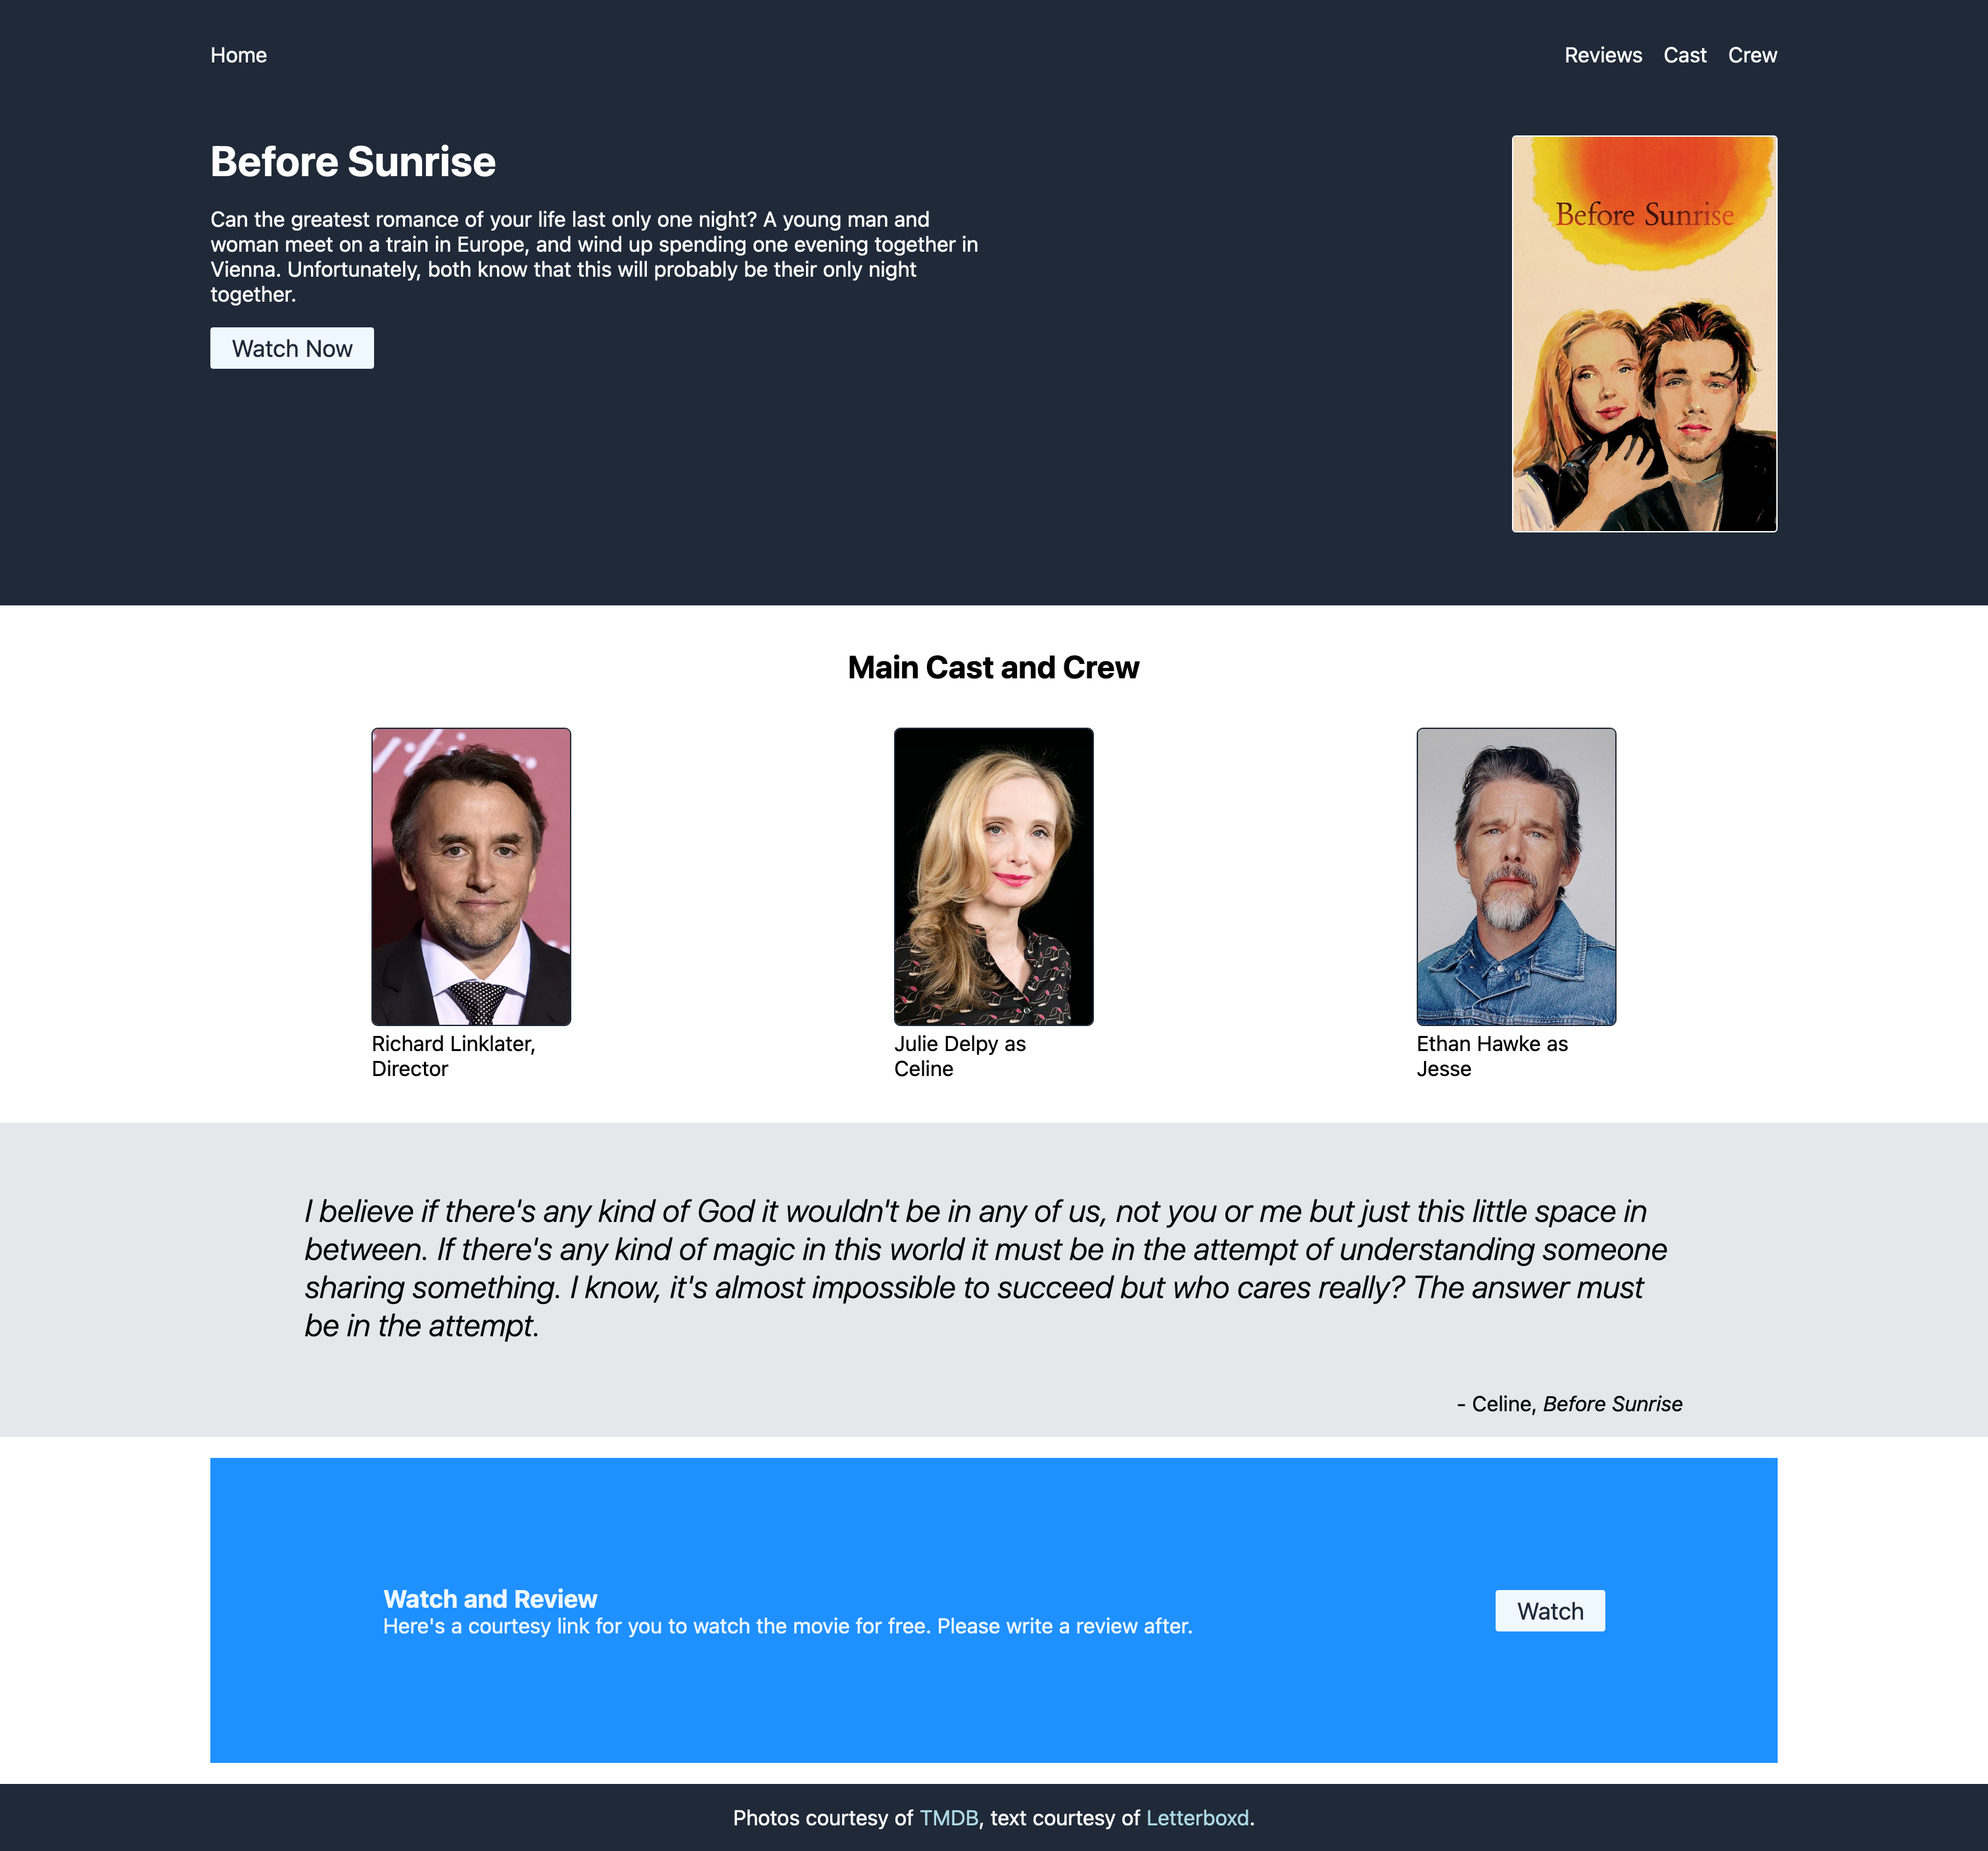 Home
Reviews Cast Crew
Before Sunrise
Can the greatest romance of your life last only one night? A young man and
woman meet on a train in Europe, and wind up spending one evening together in
Vienna. Unfortunately, both know that this will probably be their only night
together.
Watch Now
Before Sunrise
Main Cast and Crew
Richard Linklater,
Director
Julie Delpy as
Celine
Ethan Hawke as
Jesse
I believe if there's any kind of God it wouldn't be in any of us, not you or me but just this little space in
between. If there's any kind of magic in this world it must be in the attempt of understanding someone
sharing something. I know, it's almost impossible to succeed but who cares really? The answer must
be in the attempt.
- Celine, Before Sunrise
Watch and Review
Here's a courtesy link for you to watch the movie for free. Please write a review after.
Watch
Photos courtesy of TMDB, text courtesy of Letterboxd.